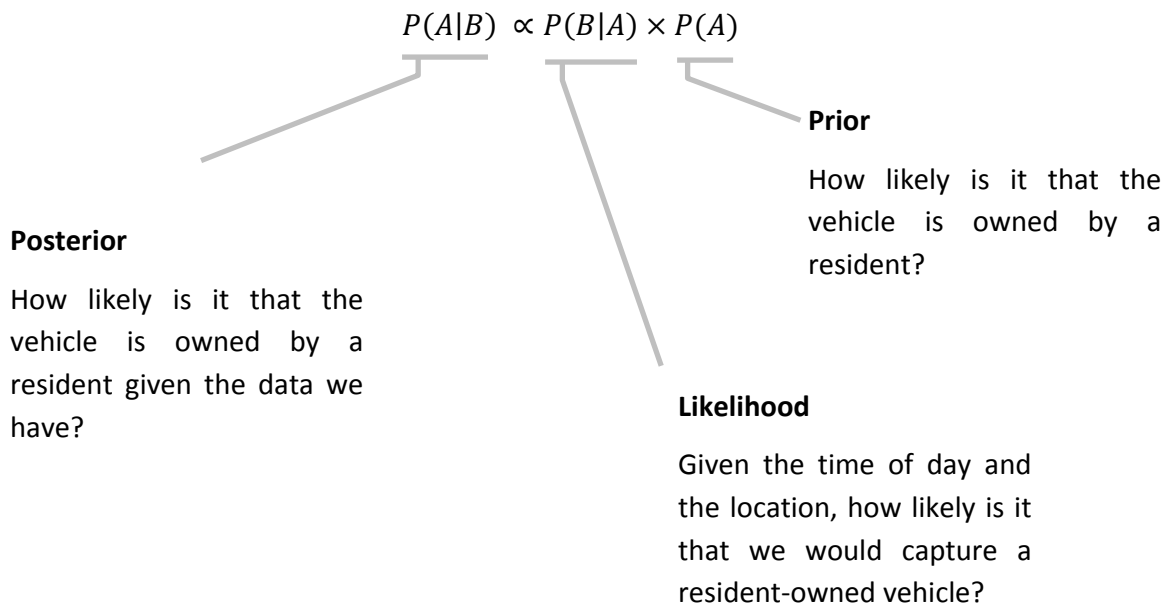 P(A|B) ∝ P(B|A) × P(A)
Prior
How likely is it that the
vehicle is owned by a
resident?
Posterior
How likely is it that the
vehicle is owned by a
resident given the data we
have?
Likelihood
Given the time of day and
the location, how likely is it
that we would capture a
resident-owned vehicle?